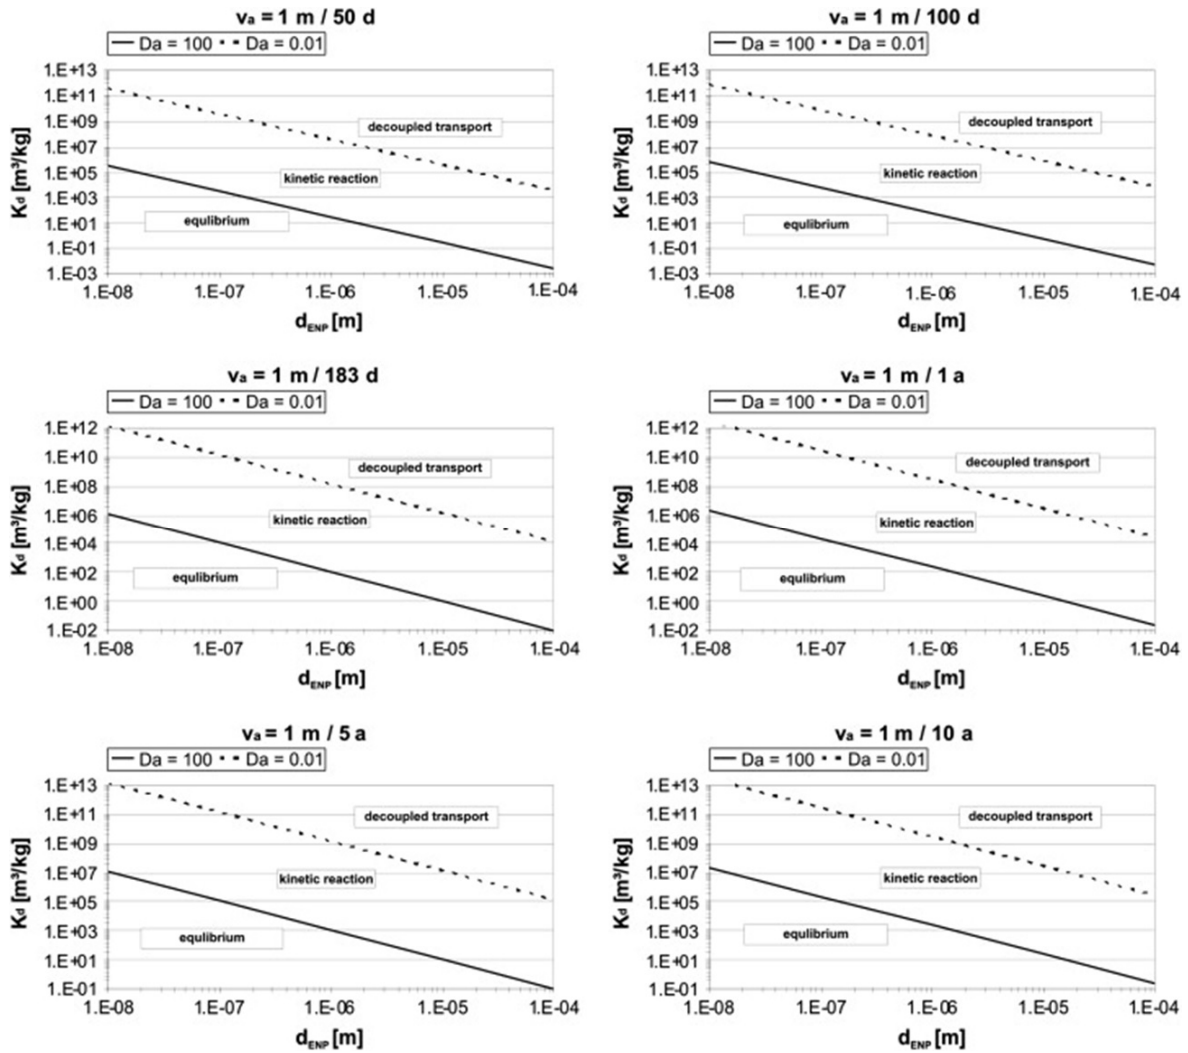 vₐ = 1 m / 50 d
Da = 100 Da = 0.01
1.E+13
1.E+11
1.E+09
1.E+07
1.E+05
1.E+03
1.E+01
1.E-01
1.E-03
Kd [m³/kg]
decoupled transport
kinetic reaction
equlibrium
1.E-08 1.E-07 1.E-06 1.E-05 1.E-04
dENP [m]
vₐ = 1 m / 100 d
Da = 100 Da = 0.01
1.E+13
1.E+11
1.E+09
1.E+07
1.E+05
1.E+03
1.E+01
1.E-01
1.E-03
Kd [m³/kg]
decoupled transport
kinetic reaction
equlibrium
1.E-08 1.E-07 1.E-06 1.E-05 1.E-04
dENP [m]
vₐ = 1 m / 183 d
Da = 100 Da = 0.01
1.E+12
1.E+10
1.E+08
1.E+06
1.E+04
1.E+02
1.E+00
1.E-02
Kd [m³/kg]
decoupled transport
kinetic reaction
equlibrium
1.E-08 1.E-07 1.E-06 1.E-05 1.E-04
dENP [m]
vₐ = 1 m / 1 a
Da = 100 Da = 0.01
1.E+12
1.E+10
1.E+08
1.E+06
1.E+04
1.E+02
1.E+00
1.E-02
Kd [m³/kg]
decoupled transport
kinetic reaction
equlibrium
1.E-08 1.E-07 1.E-06 1.E-05 1.E-04
dENP [m]
vₐ = 1 m / 5 a
Da = 100 Da = 0.01
1.E+13
1.E+11
1.E+09
1.E+07
1.E+05
1.E+03
1.E+01
1.E-01
Kd [m³/kg]
decoupled transport
kinetic reaction
equlibrium
1.E-08 1.E-07 1.E-06 1.E-05 1.E-04
dENP [m]
vₐ = 1 m / 10 a
Da = 100 Da = 0.01
1.E+13
1.E+11
1.E+09
1.E+07
1.E+05
1.E+03
1.E+01
1.E-01
Kd [m³/kg]
decoupled transport
kinetic reaction
equlibrium
1.E-08 1.E-07 1.E-06 1.E-05 1.E-04
dENP [m]